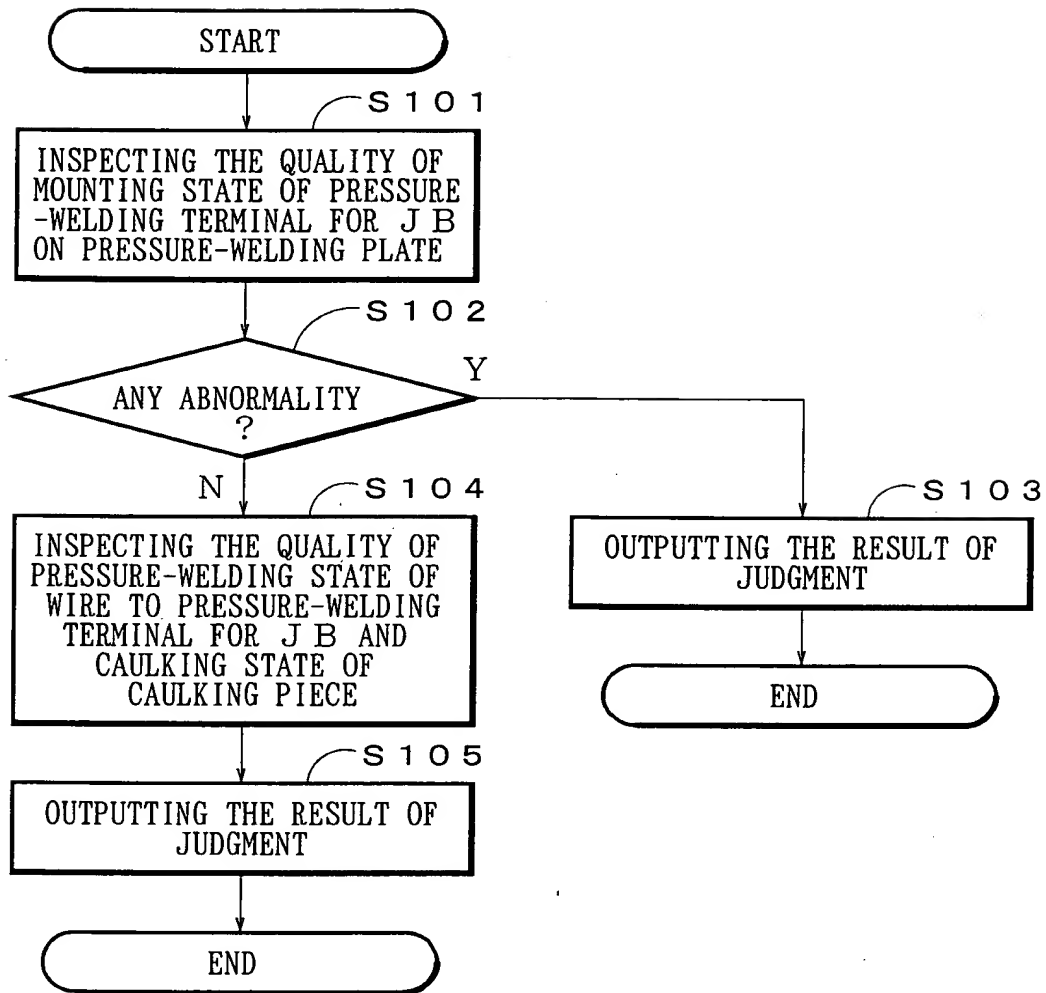 START
S101
INSPECTING THE QUALITY OF
MOUNTING STATE OF PRESSURE
-WELDING TERMINAL FOR JB
ON PRESSURE-WELDING PLATE
S102
ANY ABNORMALITY
?
Y
N
S104
INSPECTING THE QUALITY OF
PRESSURE-WELDING STATE OF
WIRE TO PRESSURE-WELDING
TERMINAL FOR JB AND
CAULKING STATE OF
CAULKING PIECE
S105
OUTPUTTING THE RESULT OF
JUDGMENT
END
S103
OUTPUTTING THE RESULT OF
JUDGMENT
END